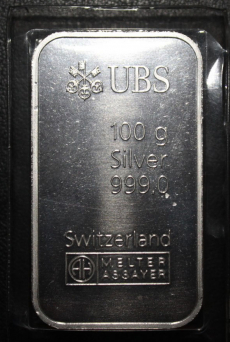 UBS
100 g
Silver
999.0
Switzerland
MELTER
ASSAYER